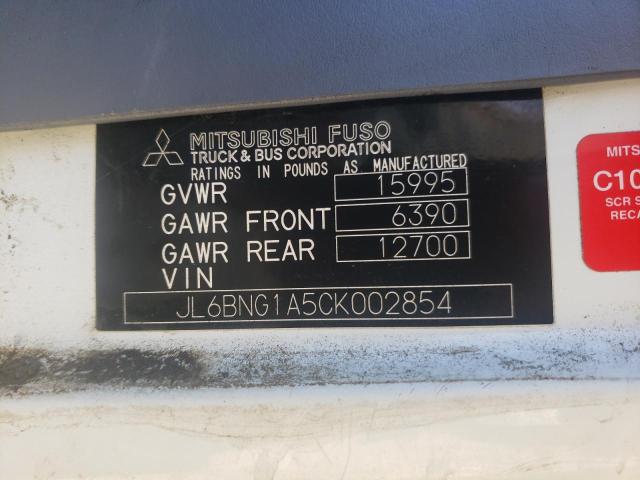 MITSUBISHI FUSO
TRUCK & BUS CORPORATION
RATINGS IN POUNDS AS MANUFACTURED
GVWR 15995
GAWR FRONT 6390
GAWR REAR 12700
VIN
JL6BNG1A5CK002854
MITS
C10
SCR S
RECA